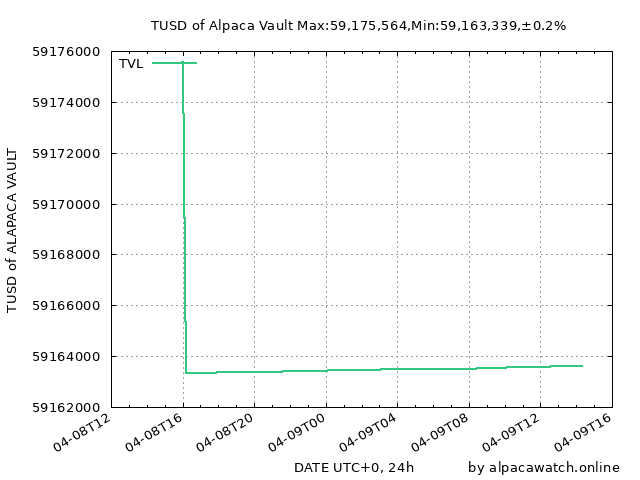 TUSD of Alpaca Vault Max:59,175,564,Min:59,163,339,±0.2%
59176000
TVL
59174000
59172000
59170000
59168000
59166000
59164000
59162000
TUSD of ALAPACA VAULT
04-08T12
04-08T16
04-08T20
04-09T00
04-09T04
04-09T08
04-09T12
04-09T16
DATE UTC+0, 24h
by alpacawatch.online